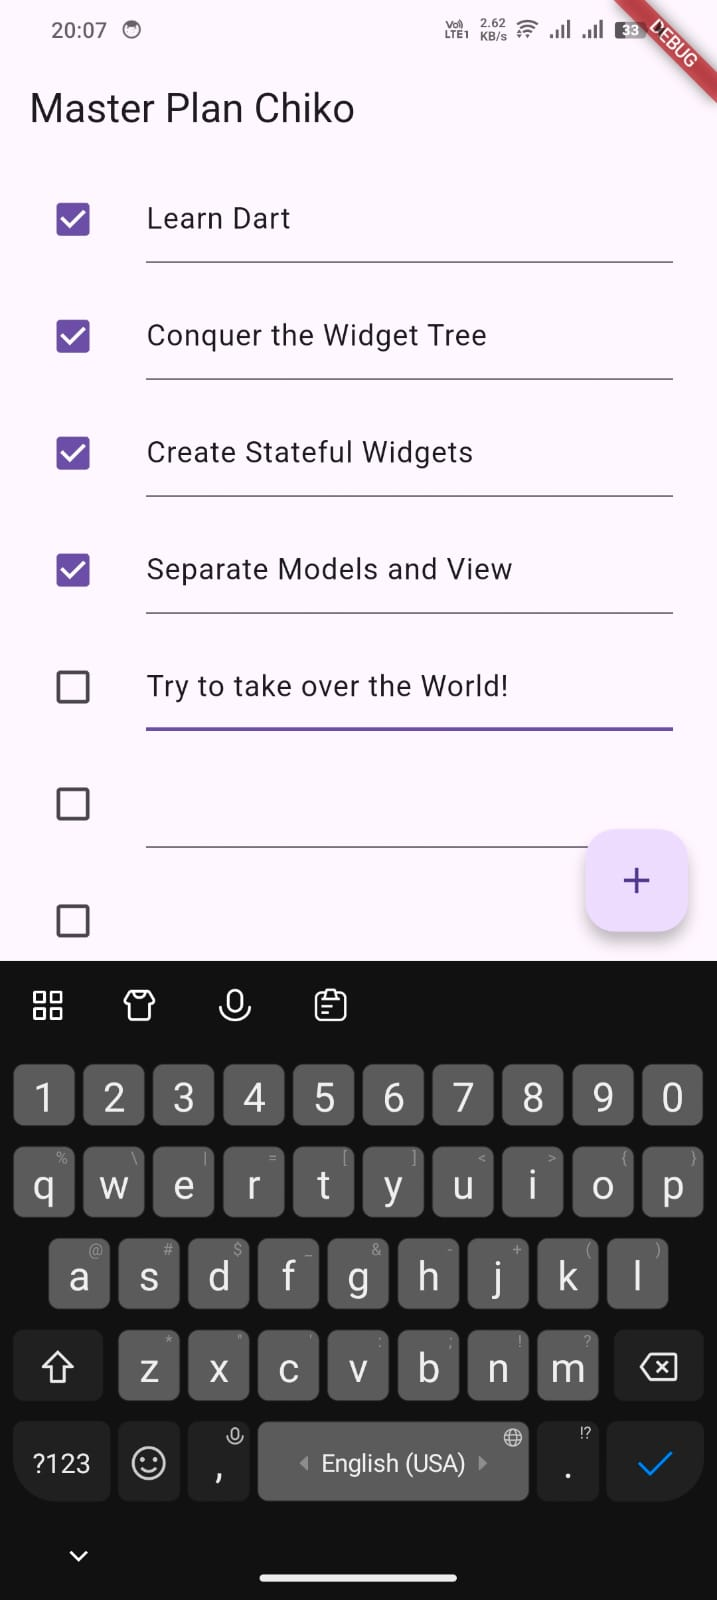 20:07
Vo)) LTE1 2.62 KB/s 33
DEBUG
Master Plan Chiko
Learn Dart
Conquer the Widget Tree
Create Stateful Widgets
Separate Models and View
Try to take over the World!
+
1 2 3 4 5 6 7 8 9 0
% \ | = [ ] < > { }
q w e r t y u i o p
@ # $ _ & - + ( )
a s d f g h j k l
* " ' : ; ! ?
z x c v b n m
!?
?123 , English (USA) .